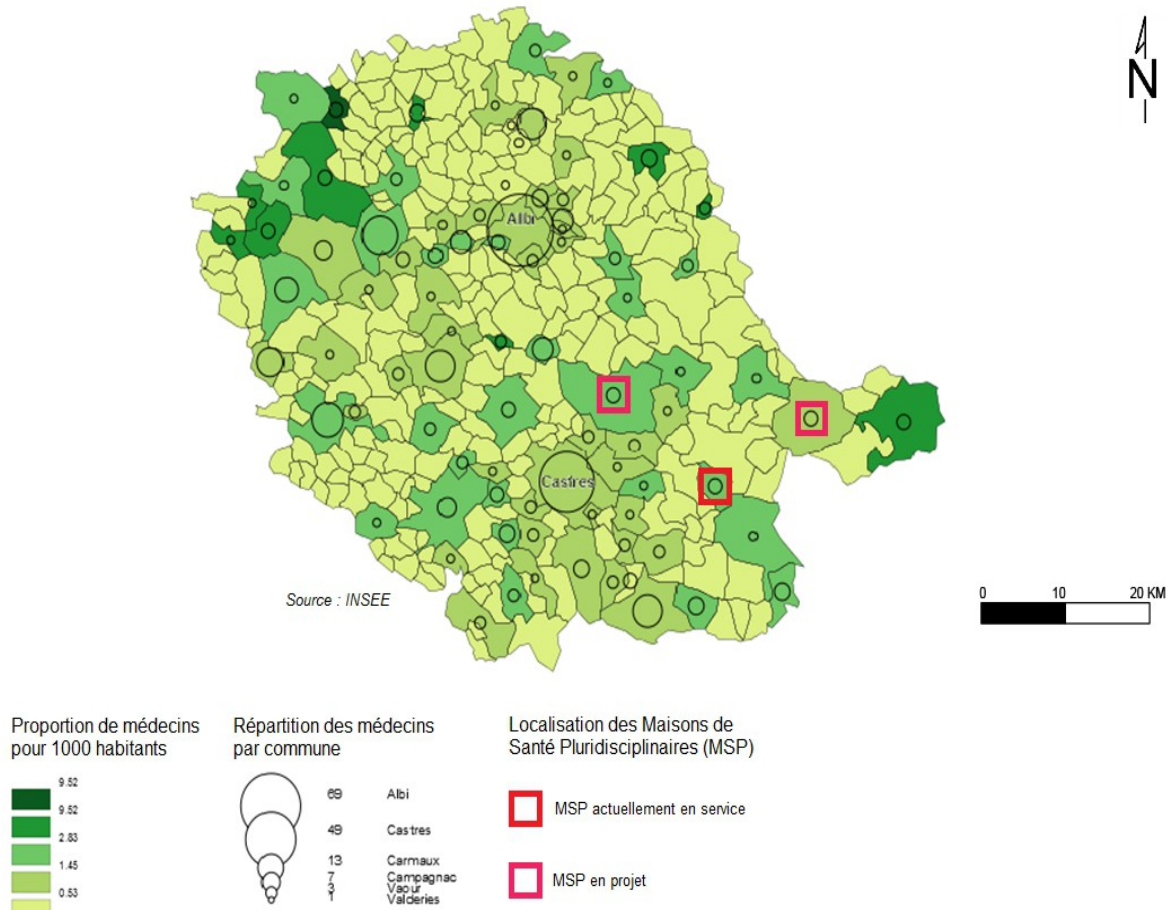 N
Albi
Castres
Source : INSEE
0 10 20 KM
Proportion de médecins
pour 1000 habitants
9.52
9.52
2.83
1.45
0.53
Répartition des médecins
par commune
69 Albi
49 Castres
13 Carmaux
7 Campagnac
3 Vaour
1 Valderies
Localisation des Maisons de
Santé Pluridisciplinaires (MSP)
MSP actuellement en service
MSP en projet